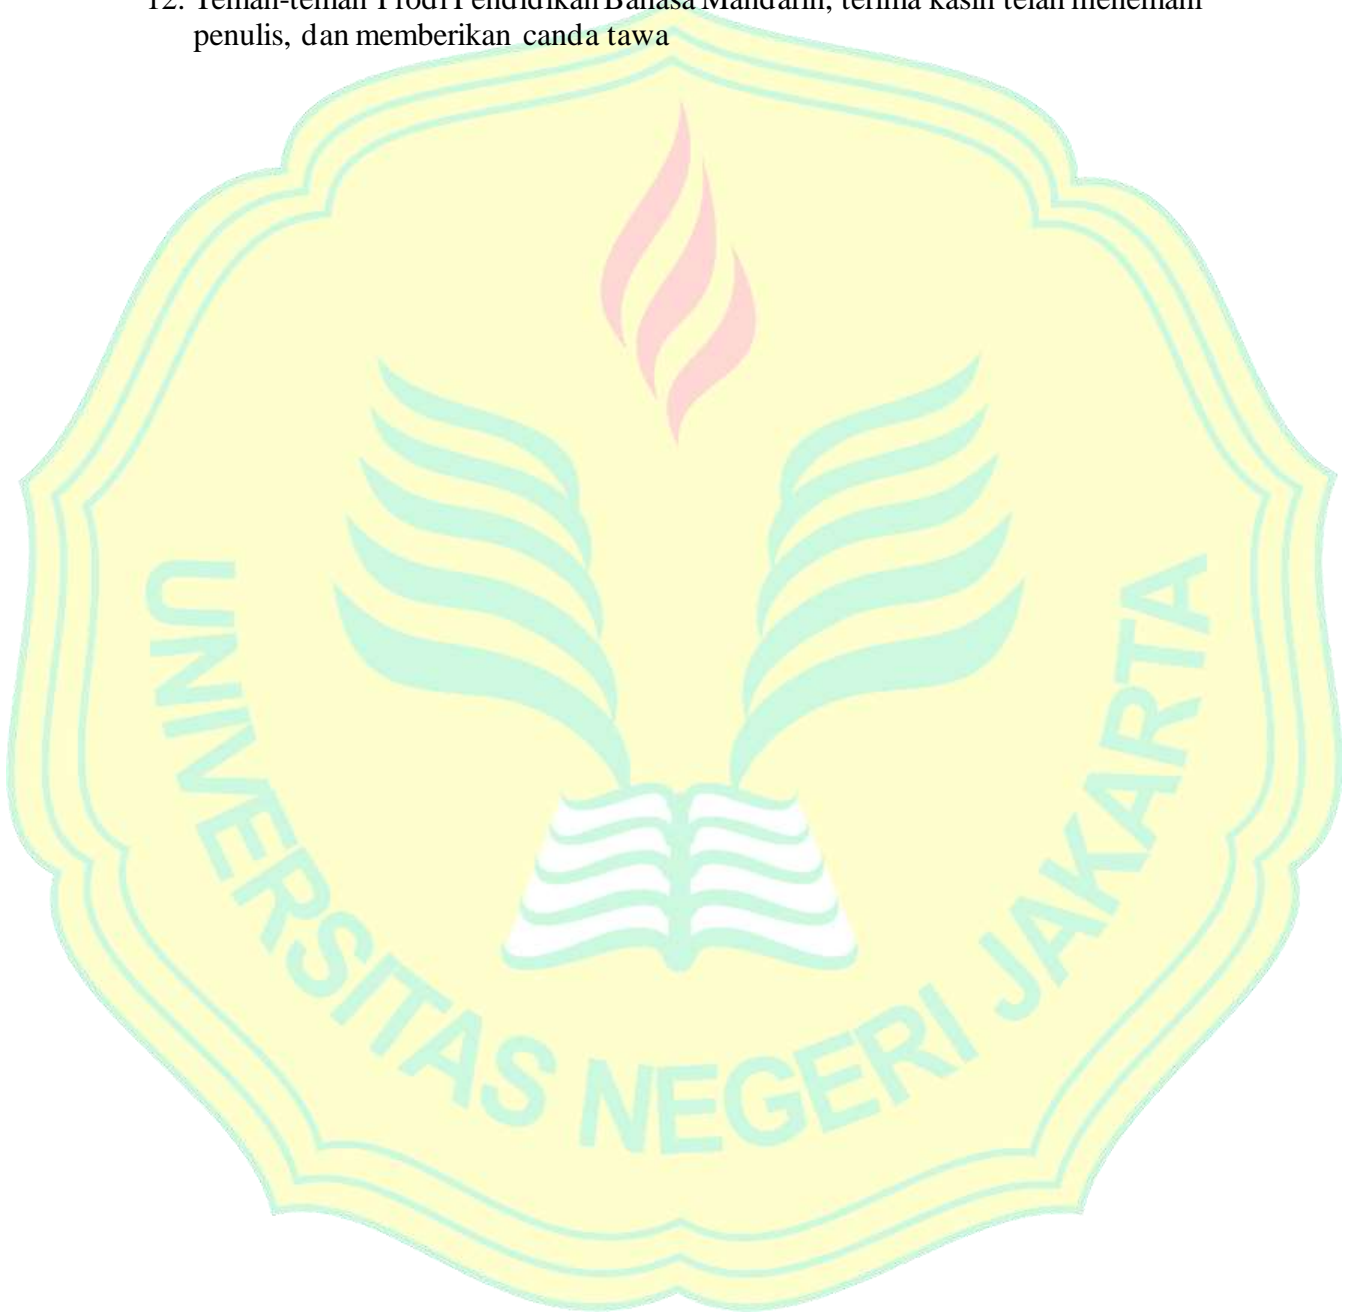 12. Teman-teman Prodi Pendidikan Bahasa Mandarin, terima kasih telah menemani
penulis, dan memberikan canda tawa
UNIVERSITAS NEGERI JAKARTA